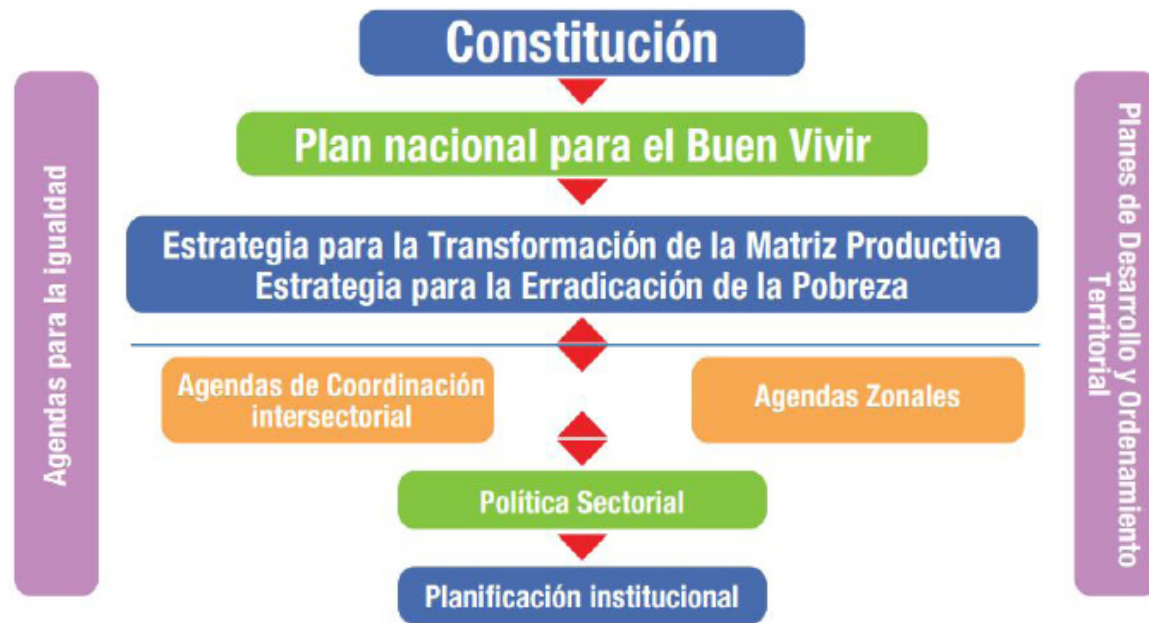 Constitución
Plan nacional para el Buen Vivir
Estrategia para la Transformación de la Matriz Productiva
Estrategia para la Erradicación de la Pobreza
Agendas de Coordinación
intersectorial
Agendas Zonales
Política Sectorial
Planificación institucional
Agendas para la igualdad
Planes de Desarrollo y Ordenamiento
Territorial